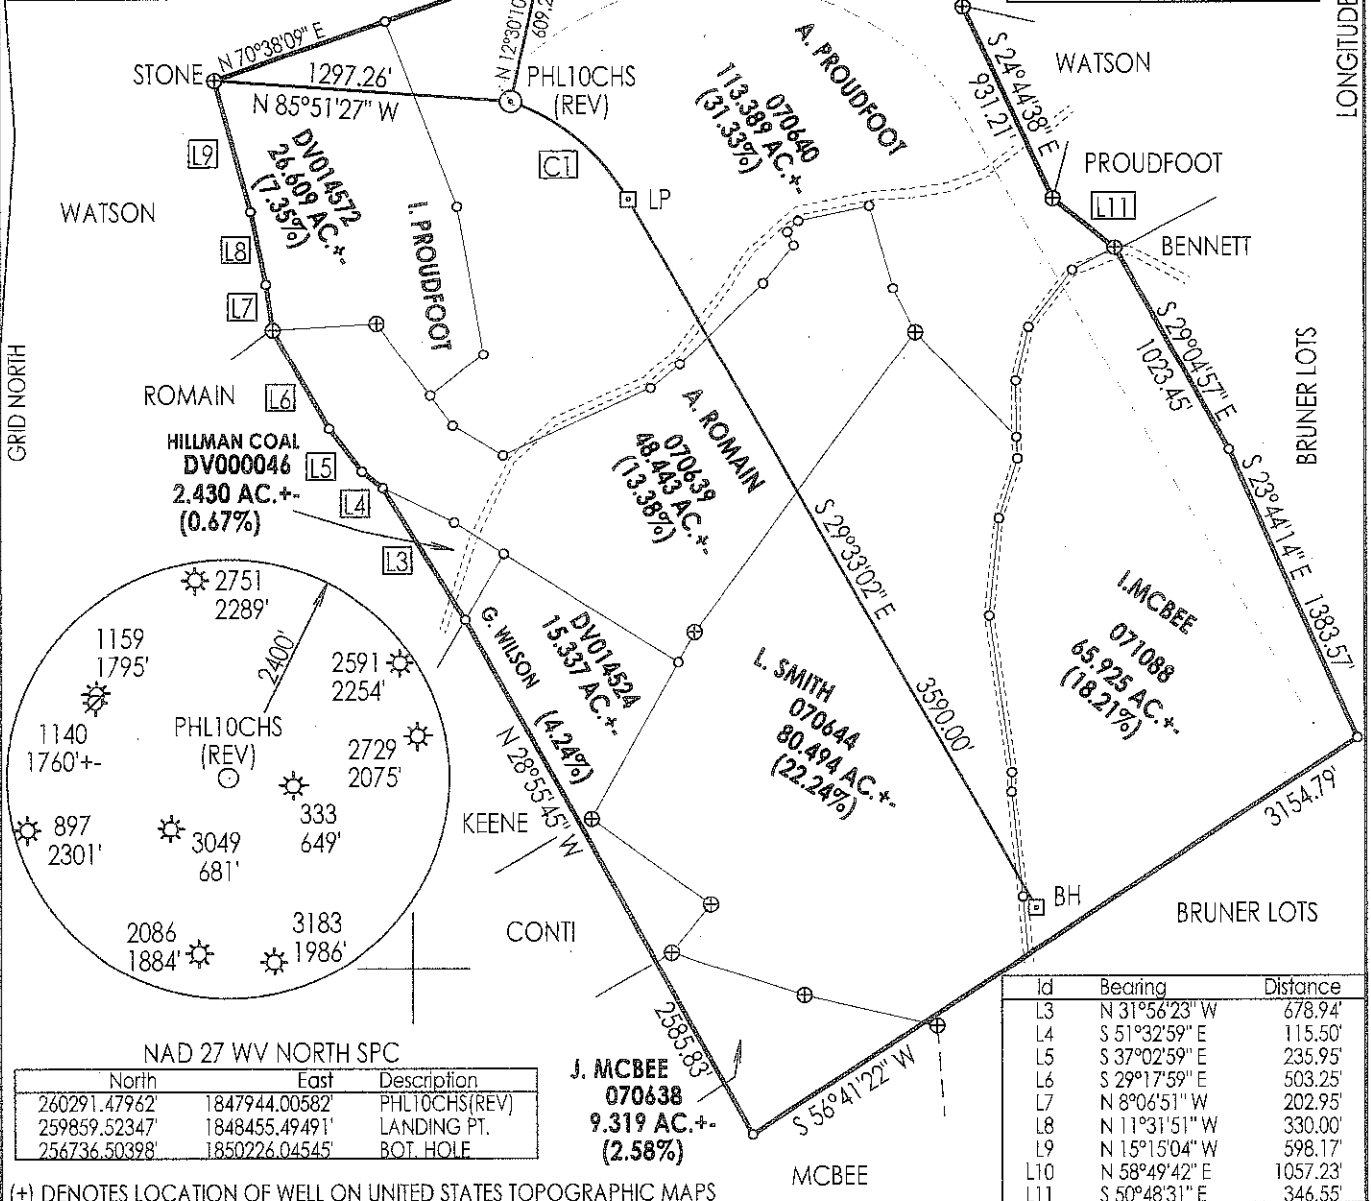 LONGITUDE
GRID NORTH
N 70°38'09" E
N 12°30'10"
STONE
1297.26'
N 85°51'27" W
PHL10CHS
(REV)
C1
LP
L9
L8
L7
L6
L5
L4
L3
WATSON
DV014572
26.609 AC.+-
(7.35%)
I. PROUDFOOT
A. PROUDFOOT
070640
113.389 AC.+-
(31.33%)
S 24°44'38" E
931.21'
WATSON
PROUDFOOT
L11
BENNETT
S 29°04'57" E
1023.45'
BRUNER LOTS
S 23°44'14" E
1383.57'
ROMAIN
HILLMAN COAL
DV000046
2.430 AC.+-
(0.67%)
A. ROMAIN
070639
48.443 AC.+-
(13.38%)
S 29°33'02" E
3590.00'
I.MCBEE
071088
65.925 AC.+-
(18.21%)
G. WILSON
DV014524
15.337 AC.+-
(4.24%)
L. SMITH
070644
80.494 AC.+-
(22.24%)
N 28°55'45" W
2585.83'
KEENE
CONTI
BH
3154.79'
BRUNER LOTS
S 56°41'22" W
J. MCBEE
070638
9.319 AC.+-
(2.58%)
MCBEE
2751
2289'
1159
1795'
2400'
2591
2254'
1140
1760'+-
PHL10CHS
(REV)
2729
2075'
333
649'
897
2301'
3049
681'
2086
1884'
3183
1986'
NAD 27 WV NORTH SPC
North East Description
260291.47962' 1847944.00582' PHL10CHS(REV)
259859.52347' 1848455.49491' LANDING PT.
256736.50398' 1850226.04545' BOT. HOLE
Id Bearing Distance
L3 N 31°56'23" W 678.94'
L4 S 51°32'59" E 115.50'
L5 S 37°02'59" E 235.95'
L6 S 29°17'59" E 503.25'
L7 N 8°06'51" W 202.95'
L8 N 11°31'51" W 330.00'
L9 N 15°15'04" W 598.17'
L10 N 58°49'42" E 1057.23'
L11 S 50°48'31" E 346.55'
(+) DENOTES LOCATION OF WELL ON UNITED STATES TOPOGRAPHIC MAPS